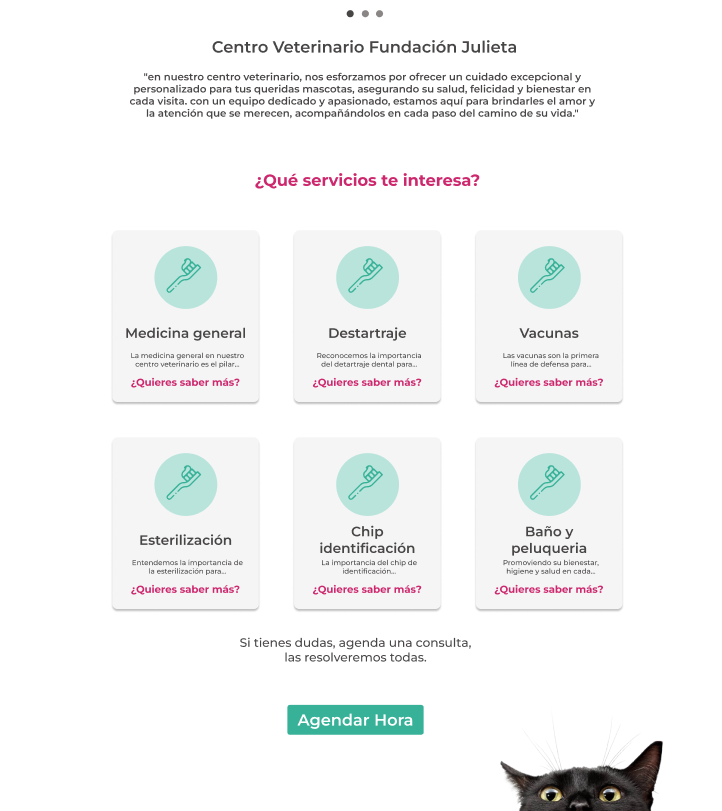 Centro Veterinario Fundación Julieta
"en nuestro centro veterinario, nos esforzamos por ofrecer un cuidado excepcional y
personalizado para tus queridas mascotas, asegurando su salud, felicidad y bienestar en
cada visita. con un equipo dedicado y apasionado, estamos aquí para brindarles el amor y
la atención que se merecen, acompañándolos en cada paso del camino de su vida."
¿Qué servicios te interesa?
Medicina general
La medicina general en nuestro
centro veterinario es el pilar...
¿Quieres saber más?
Destartraje
Reconocemos la importancia
del detartraje dental para...
¿Quieres saber más?
Vacunas
Las vacunas son la primera
línea de defensa para...
¿Quieres saber más?
Esterilización
Entendemos la importancia de
la esterilización para...
¿Quieres saber más?
Chip
identificación
La importancia del chip de
identificación...
¿Quieres saber más?
Baño y
peluqueria
Promoviendo su bienestar,
higiene y salud en cada...
¿Quieres saber más?
Si tienes dudas, agenda una consulta,
las resolveremos todas.
Agendar Hora